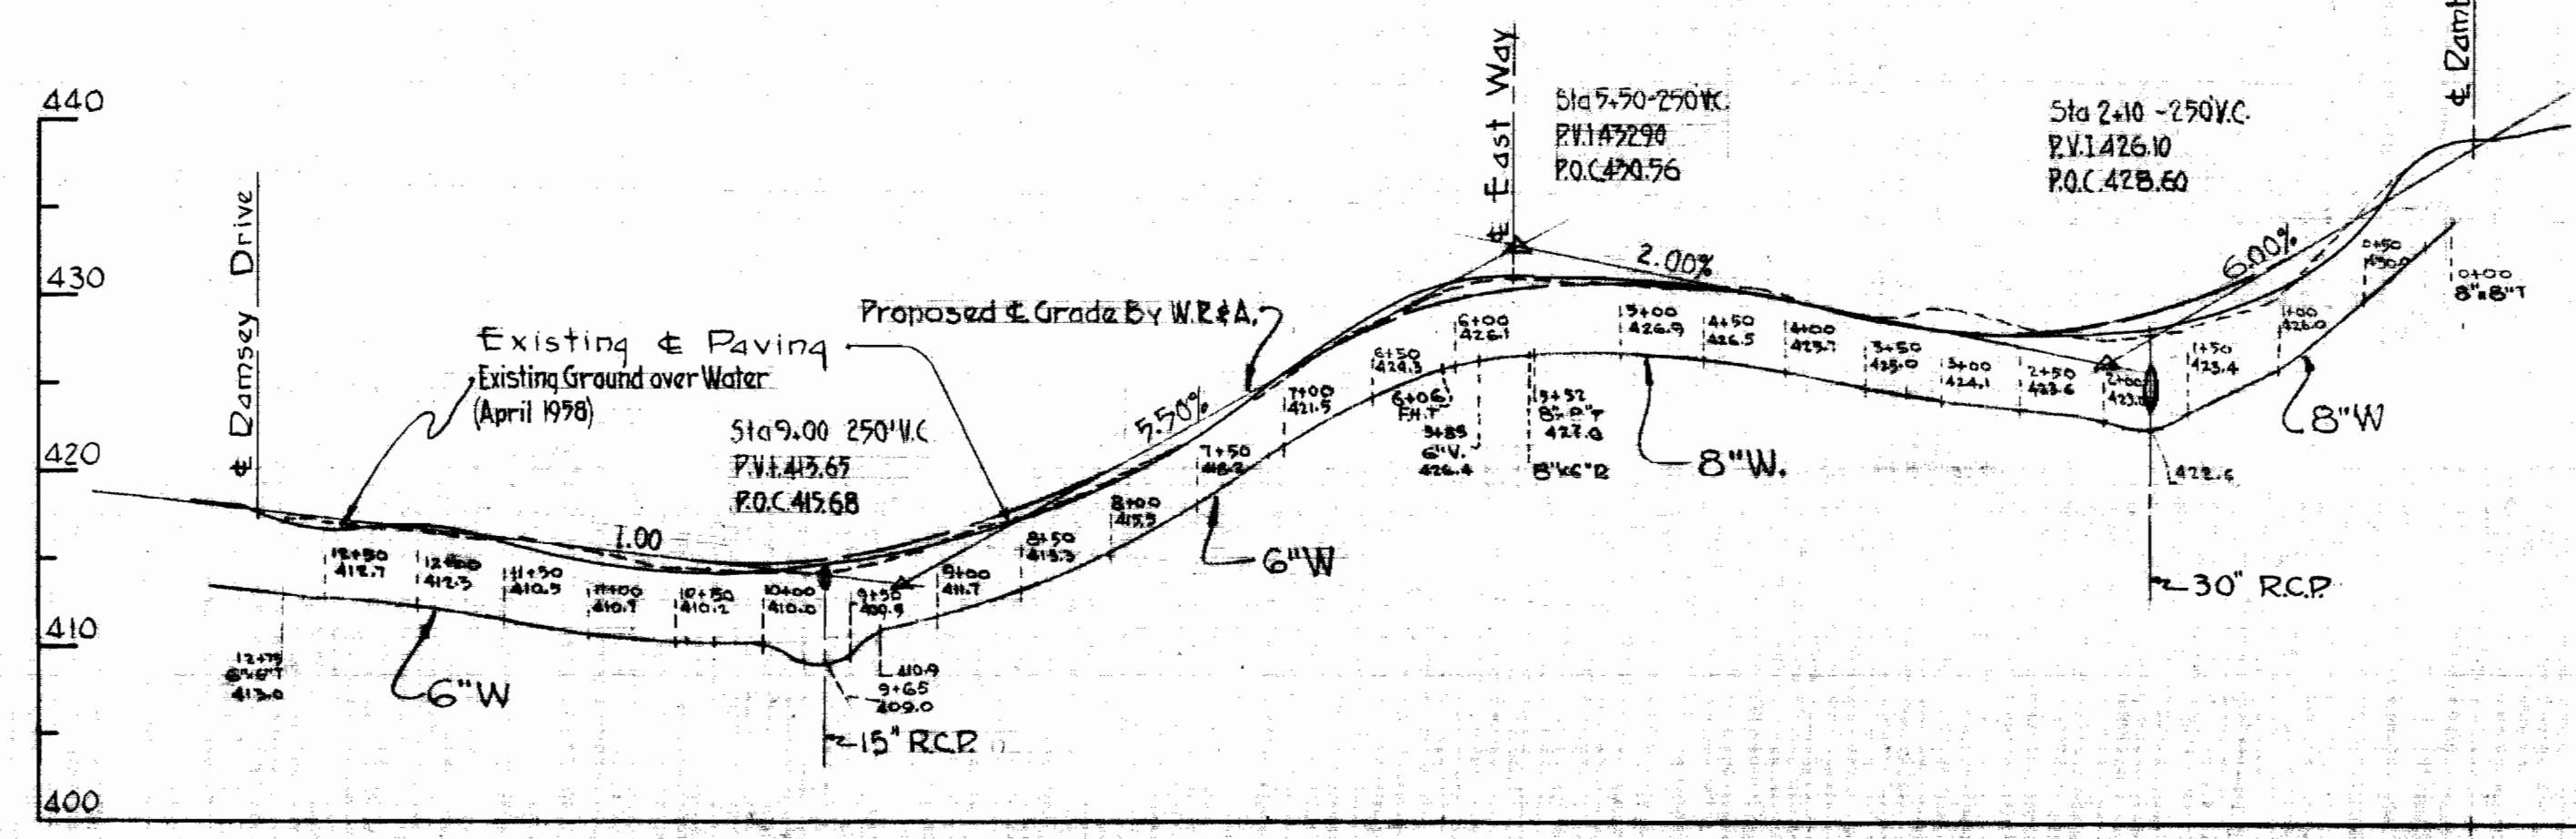 440
430
420
410
400
℄ Ramsey Drive
Existing ℄ Paving
Existing Ground over Water
(April 1958)
Sta 9+00 250' V.C.
P.V.I. 413.65
P.O.C. 415.68
1.00
Proposed ℄ Grade By W.R.&A.
5.50%
℄ East Way
Sta 5+50-250' V.C.
P.V.I. 432.90
P.O.C. 430.56
2.00%
Sta 2+10 -250' V.C.
P.V.I. 426.10
P.O.C. 428.60
6.00%
℄ Ramb
12+75
6"x6"T
413.0
12+50
412.7
12+00
412.3
11+50
410.5
11+00
10+50
410.2
10+00
410.0
9+50
409.5
410.9
9+65
409.0
15" R.C.P.
6"W
9+00
411.7
8+50
413.3
8+00
415.5
7+50
418.2
7+00
421.5
6"W
6+50
424.3
6+06
F.H.T
6+00
426.1
5+85
6"V.
426.4
5+52
427.0
8"x6"R
5+00
426.9
8"W.
4+50
426.5
4+00
425.7
3+50
425.0
3+00
424.1
2+50
423.6
2+00
422.6
30" R.C.P.
1+50
423.4
1+00
426.0
8"W
0+50
430.0
0+00
8"x8"T